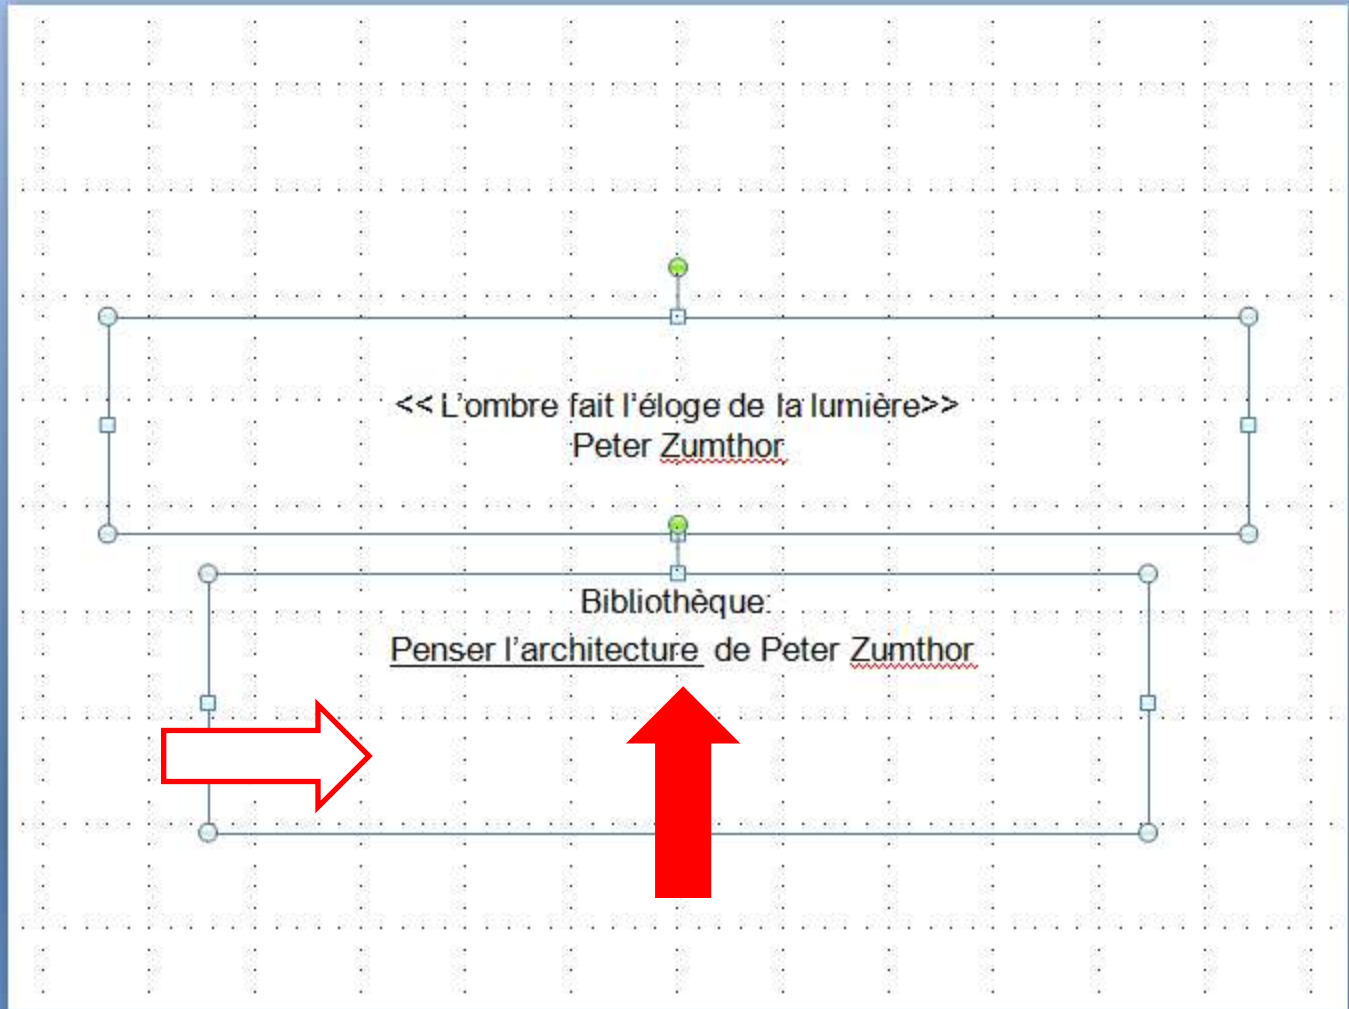 << L’ombre fait l’éloge de la lumière>>
Peter Zumthor
Bibliothèque:
Penser l’architecture de Peter Zumthor